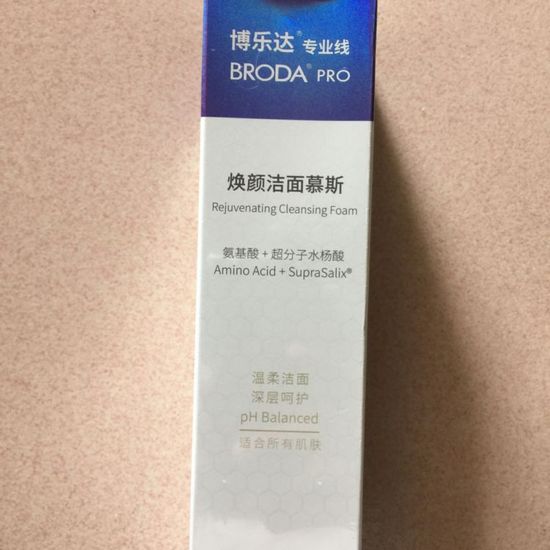 博乐达® 专业线
BRODA® PRO
焕颜洁面慕斯
Rejuvenating Cleansing Foam
氨基酸 + 超分子水杨酸
Amino Acid + SupraSalix®
温柔洁面
深层呵护
pH Balanced
适合所有肌肤